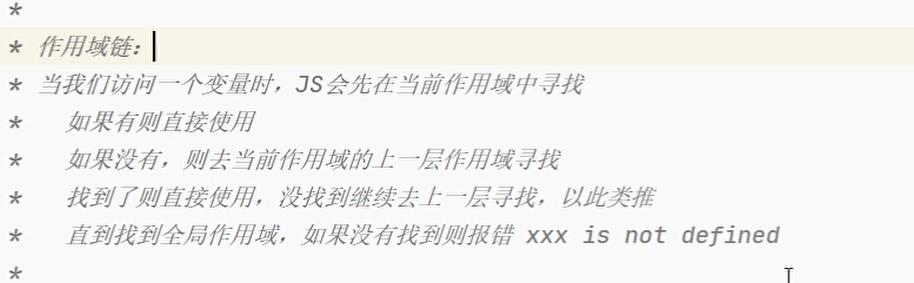 *
* 作用域链：
* 当我们访问一个变量时，JS会先在当前作用域中寻找
* 如果有则直接使用
* 如果没有，则去当前作用域的上一层作用域寻找
* 找到了则直接使用，没找到继续去上一层寻找，以此类推
* 直到找到全局作用域，如果没有找到则报错 xxx is not defined
*